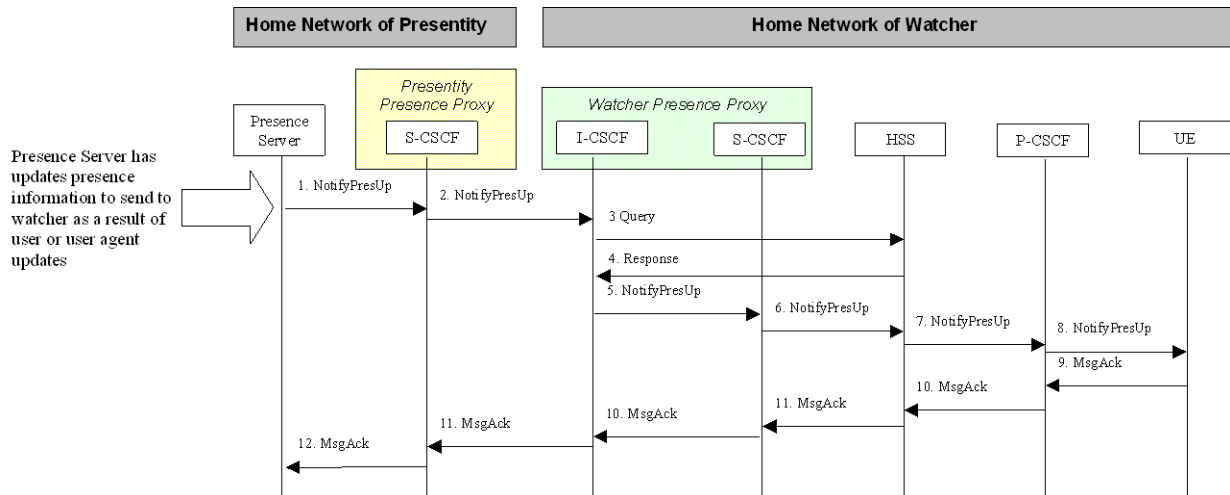 Home Network of Presentity
Home Network of Watcher
Presentity
Presence Proxy
Watcher Presence Proxy
Presence
Server
S-CSCF
I-CSCF
S-CSCF
HSS
P-CSCF
UE
Presence Server has
updates presence
information to send to
watcher as a result of
user or user agent
updates
1. NotifyPresUp
2. NotifyPresUp
3 Query
4. Response
5. NotifyPresUp
6. NotifyPresUp
7. NotifyPresUp
8. NotifyPresUp
9. MsgAck
10. MsgAck
11. MsgAck
10. MsgAck
11. MsgAck
12. MsgAck